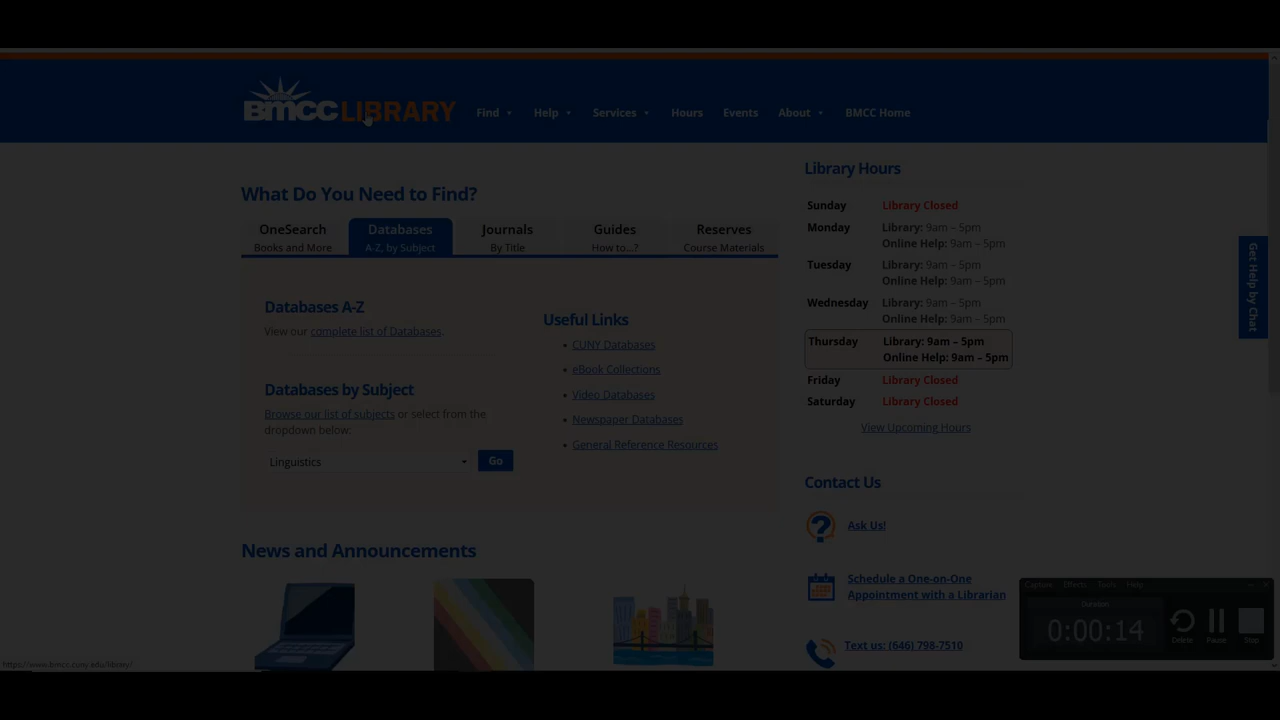 BMCC LIBRARY
Find Help Services Hours Events About BMCC Home
What Do You Need to Find?
OneSearch
Books and More
Databases
A-Z, by Subject
Journals
By Title
Guides
How to...?
Reserves
Course Materials
Databases A-Z
View our complete list of Databases.
Databases by Subject
Browse our list of subjects or select from the
dropdown below:
Linguistics
Go
Useful Links
CUNY Databases
eBook Collections
Video Databases
Newspaper Databases
General Reference Resources
News and Announcements
Library Hours
Sunday Library Closed
Monday Library: 9am – 5pm
Online Help: 9am – 5pm
Tuesday Library: 9am – 5pm
Online Help: 9am – 5pm
Wednesday Library: 9am – 5pm
Online Help: 9am – 5pm
Thursday Library: 9am – 5pm
Online Help: 9am – 5pm
Friday Library Closed
Saturday Library Closed
View Upcoming Hours
Contact Us
Ask Us!
Schedule a One-on-One
Appointment with a Librarian
Text us: (646) 798-7510
Get Help by Chat
Capture Effects Tools Help
Duration
0:00:14
Delete Pause Stop
https://www.bmcc.cuny.edu/library/